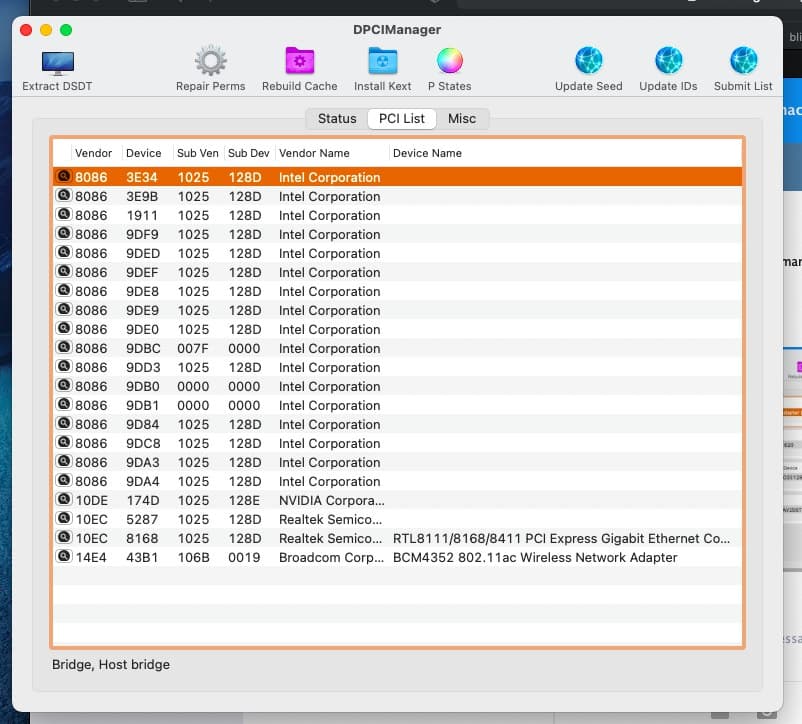 DPCIManager
Extract DSDT Repair Perms Rebuild Cache Install Kext P States Update Seed Update IDs Submit List
Status PCI List Misc
Vendor Device Sub Ven Sub Dev Vendor Name Device Name
8086 3E34 1025 128D Intel Corporation
8086 3E9B 1025 128D Intel Corporation
8086 1911 1025 128D Intel Corporation
8086 9DF9 1025 128D Intel Corporation
8086 9DED 1025 128D Intel Corporation
8086 9DEF 1025 128D Intel Corporation
8086 9DE8 1025 128D Intel Corporation
8086 9DE9 1025 128D Intel Corporation
8086 9DE0 1025 128D Intel Corporation
8086 9DBC 007F 0000 Intel Corporation
8086 9DD3 1025 128D Intel Corporation
8086 9DB0 0000 0000 Intel Corporation
8086 9DB1 0000 0000 Intel Corporation
8086 9D84 1025 128D Intel Corporation
8086 9DC8 1025 128D Intel Corporation
8086 9DA3 1025 128D Intel Corporation
8086 9DA4 1025 128D Intel Corporation
10DE 174D 1025 128E NVIDIA Corpora...
10EC 5287 1025 128D Realtek Semico...
10EC 8168 1025 128D Realtek Semico... RTL8111/8168/8411 PCI Express Gigabit Ethernet Co...
14E4 43B1 106B 0019 Broadcom Corp... BCM4352 802.11ac Wireless Network Adapter
Bridge, Host bridge